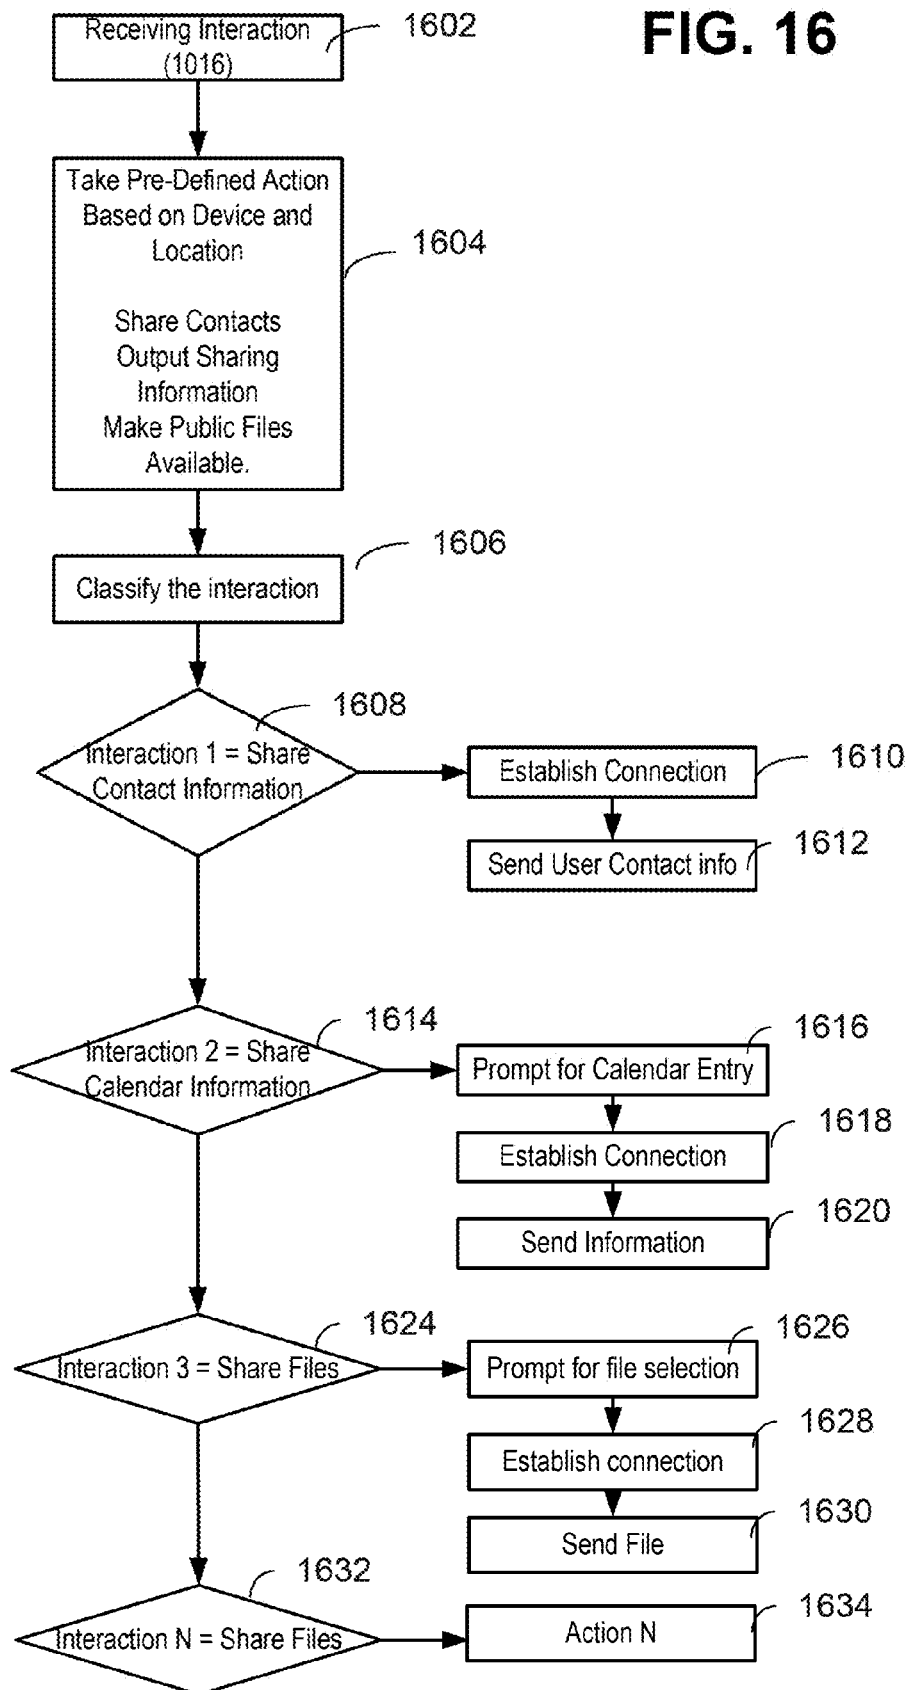 FIG. 16
Receiving Interaction
(1016)
1602
Take Pre-Defined Action
Based on Device and
Location
Share Contacts
Output Sharing
Information
Make Public Files
Available.
1604
Classify the interaction
1606
Interaction 1 = Share
Contact Information
1608
Establish Connection
1610
Send User Contact info
1612
Interaction 2 = Share
Calendar Information
1614
Prompt for Calendar Entry
1616
Establish Connection
1618
Send Information
1620
Interaction 3 = Share Files
1624
Prompt for file selection
1626
Establish connection
1628
Send File
1630
Interaction N = Share Files
1632
Action N
1634